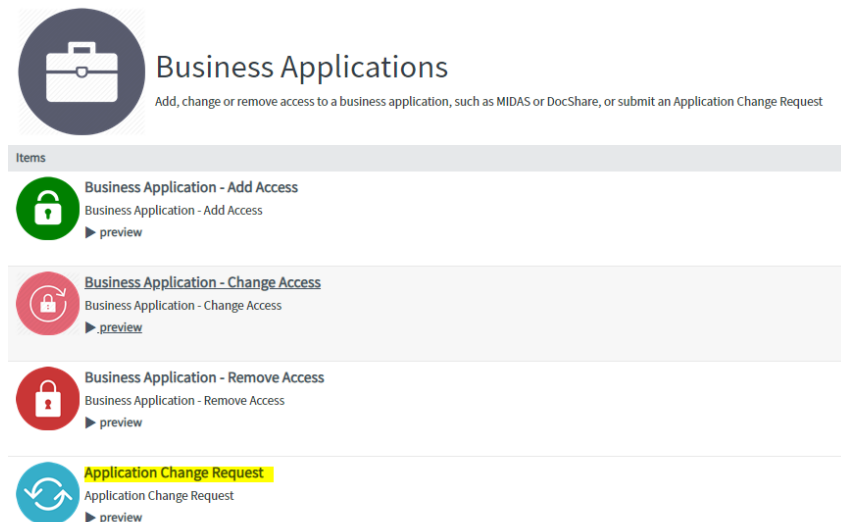 Business Applications
Add, change or remove access to a business application, such as MIDAS or DocShare, or submit an Application Change Request
Items
Business Application - Add Access
Business Application - Add Access
preview
Business Application - Change Access
Business Application - Change Access
preview
Business Application - Remove Access
Business Application - Remove Access
preview
Application Change Request
Application Change Request
preview